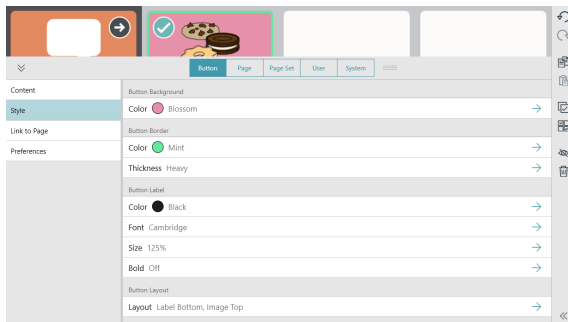 Button Page Page Set User System
Content
Style
Link to Page
Preferences
Button Background
Color Blossom
Button Border
Color Mint
Thickness Heavy
Button Label
Color Black
Font Cambridge
Size 125%
Bold Off
Button Layout
Layout Label Bottom, Image Top